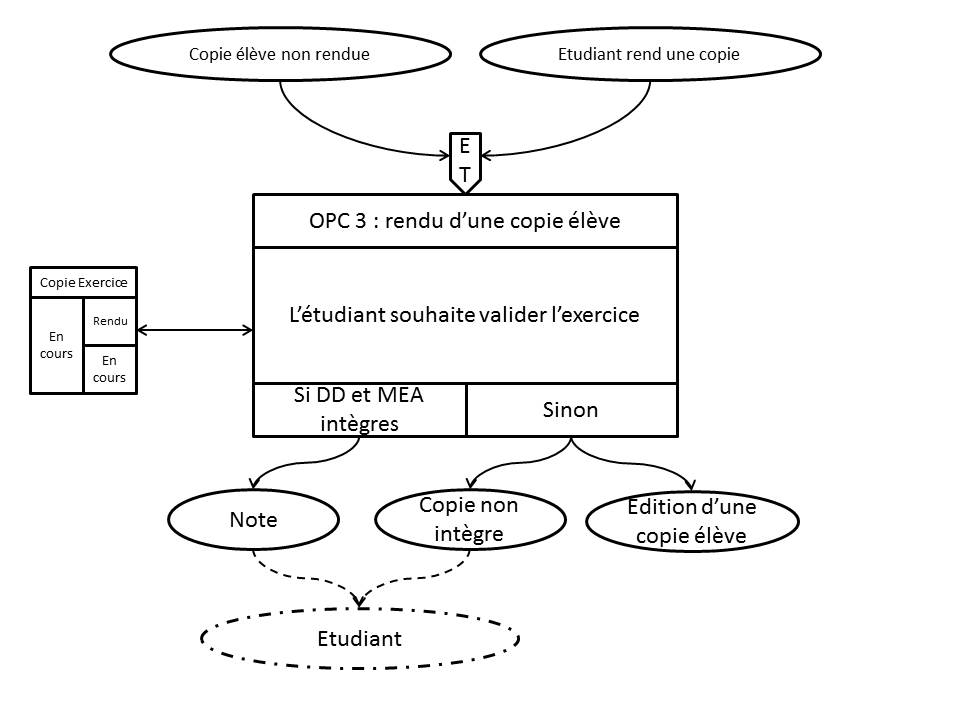 Copie élève non rendue
Etudiant rend une copie
E
T
OPC 3 : rendu d’une copie élève
Copie Exercice
L’étudiant souhaite valider l’exercice
Rendu
En
cours
En
cours
Si DD et MEA
intègres
Sinon
Note
Copie non
intègre
Edition d’une
copie élève
Etudiant